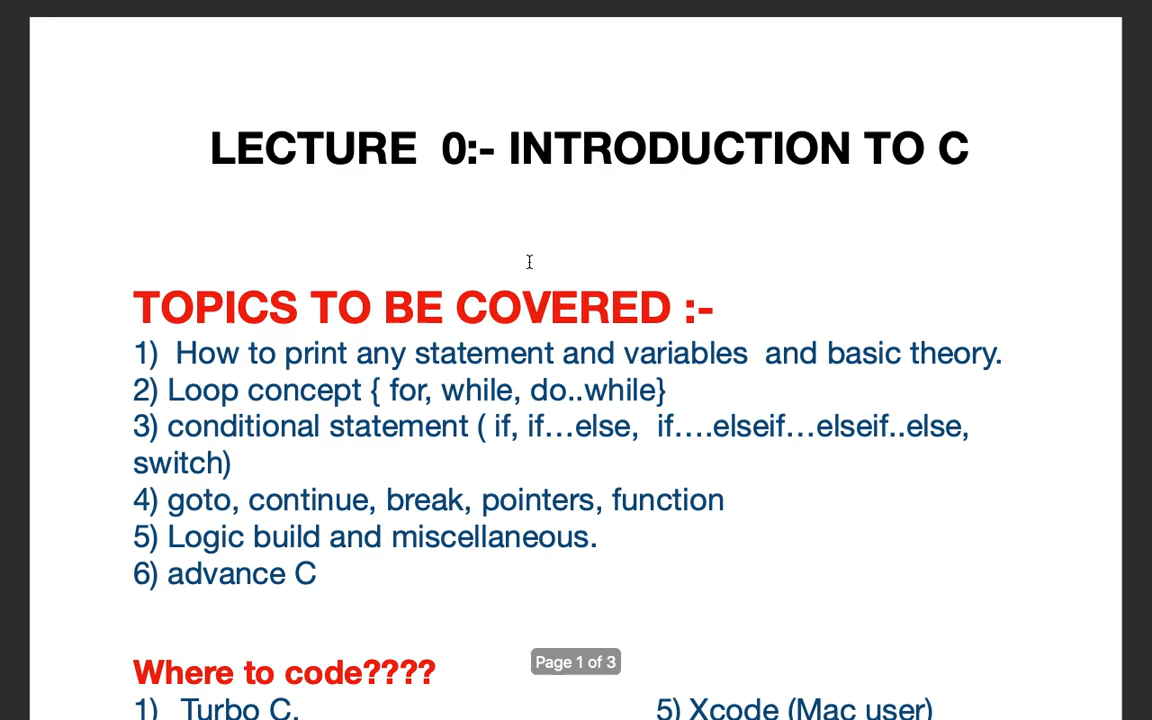 LECTURE 0:- INTRODUCTION TO C
TOPICS TO BE COVERED :-
1) How to print any statement and variables and basic theory.
2) Loop concept { for, while, do..while}
3) conditional statement ( if, if...else, if....elseif...elseif..else,
switch)
4) goto, continue, break, pointers, function
5) Logic build and miscellaneous.
6) advance C
Where to code????
Page 1 of 3
1) Turbo C. 5) Xcode (Mac user)